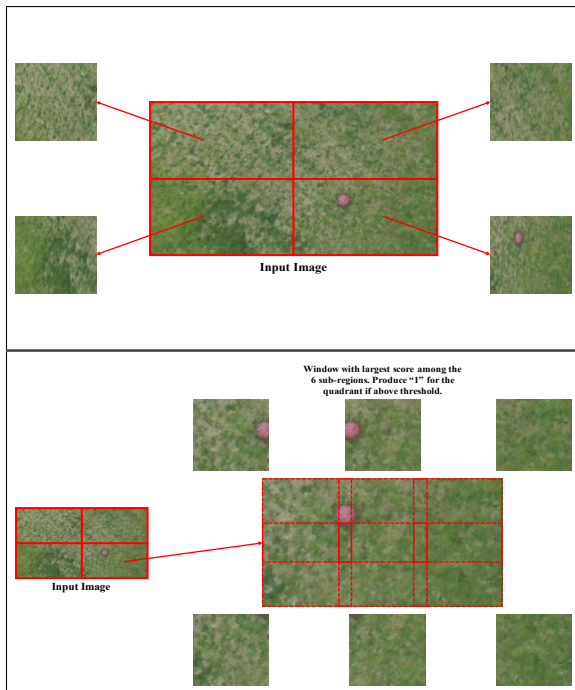 Input Image
Window with largest score among the
6 sub-regions. Produce “1” for the
quadrant if above threshold.
Input Image